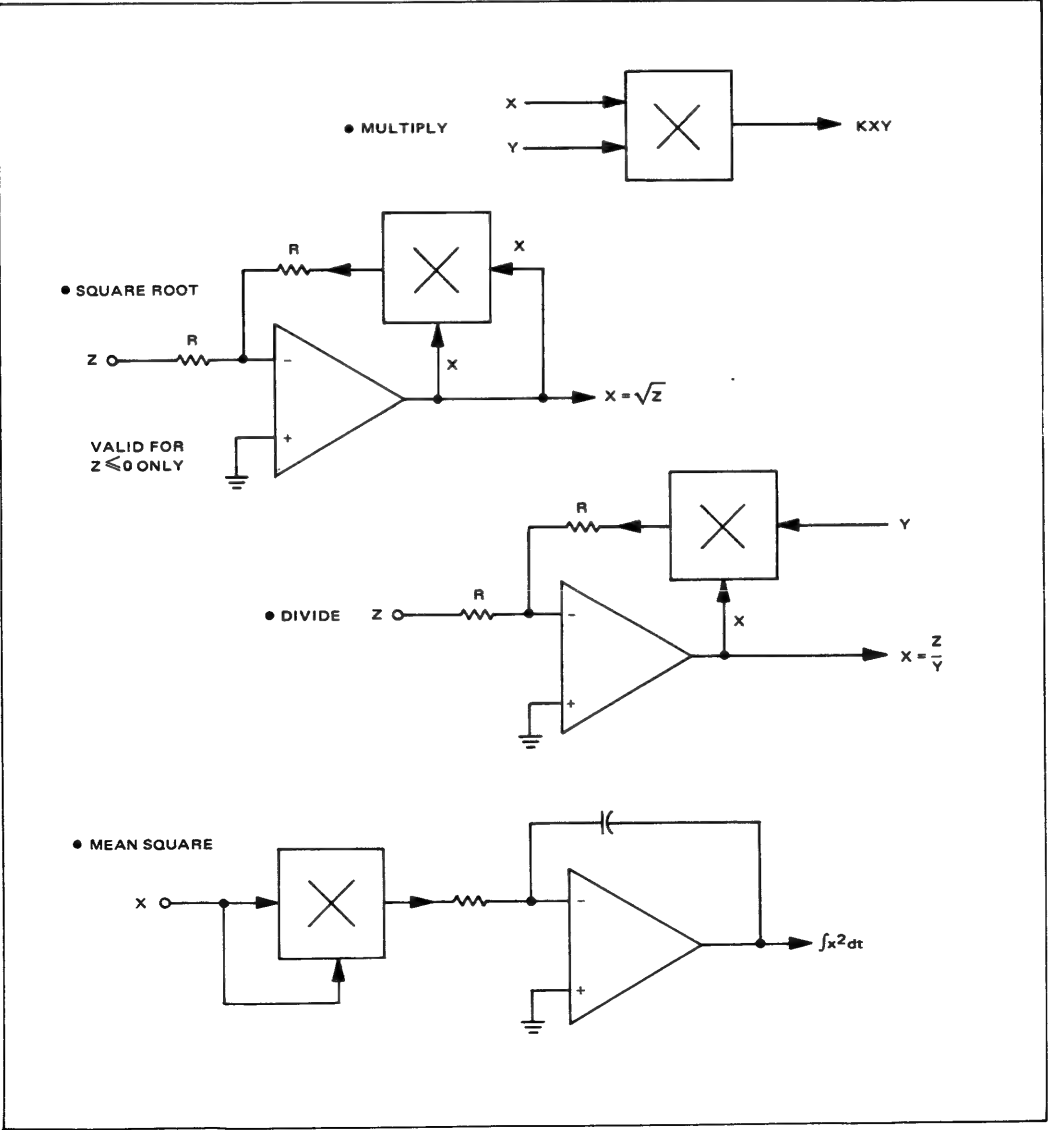 X
● MULTIPLY
KXY
Y
X
R
● SQUARE ROOT
R
Z
−
X
X = √Z
+
VALID FOR
Z ⩽ 0 ONLY
R
Y
R
● DIVIDE Z
−
X
X = Z/Y
+
● MEAN SQUARE
X
−
∫x²dt
+